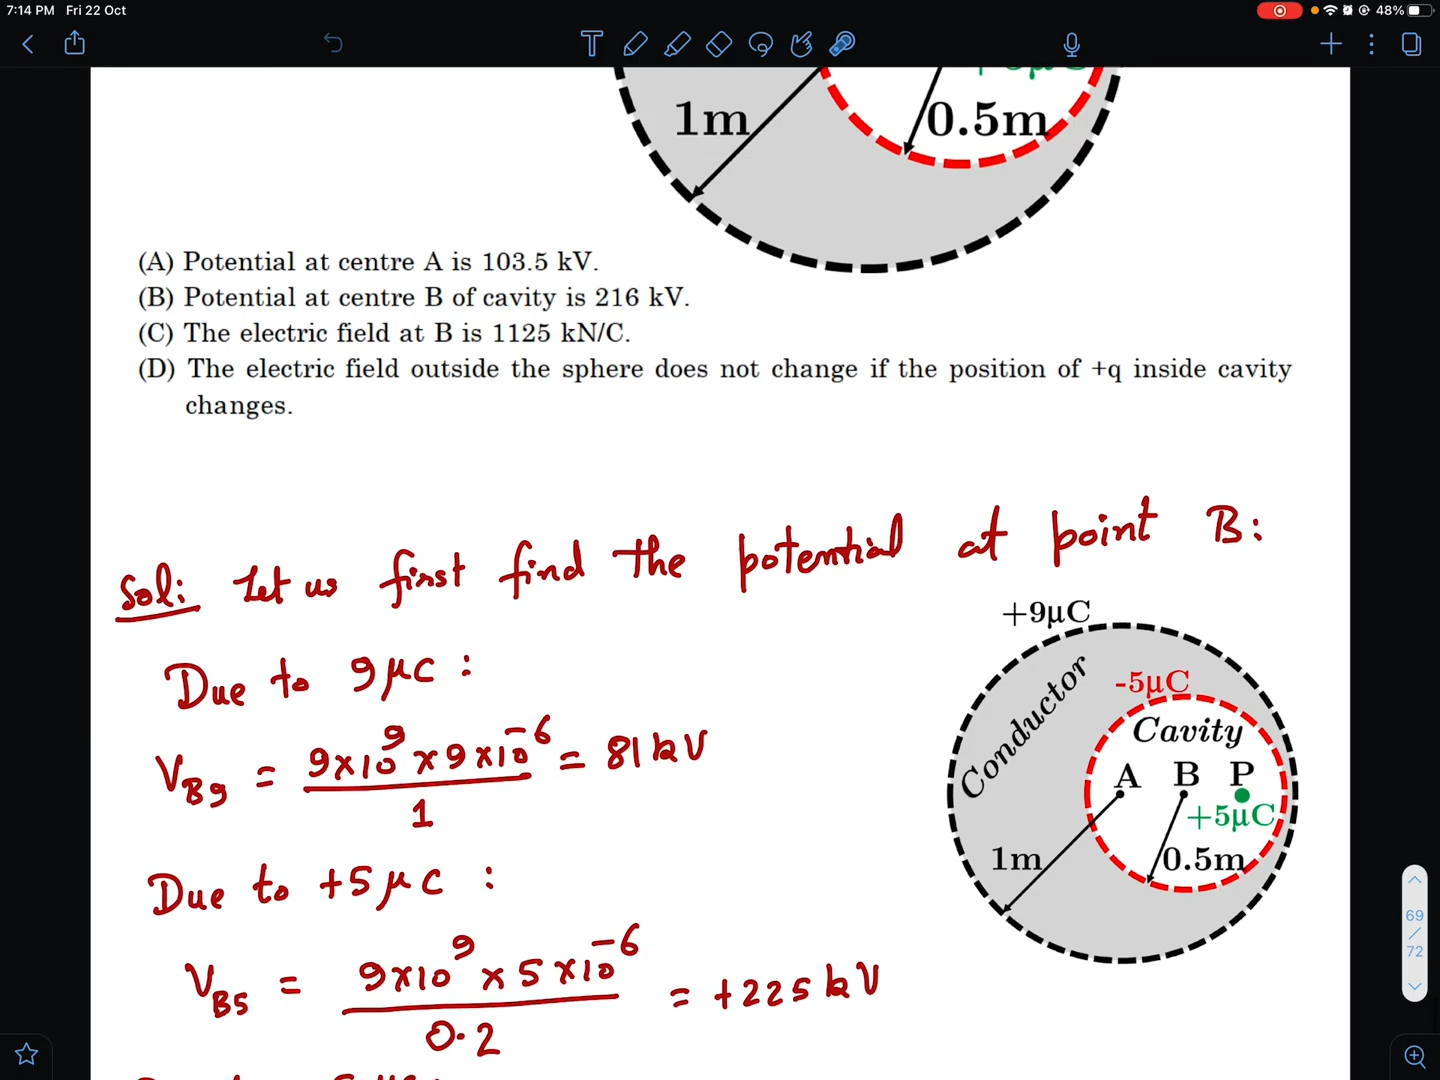 7:14 PM Fri 22 Oct
48%
1m
0.5m
(A) Potential at centre A is 103.5 kV.
(B) Potential at centre B of cavity is 216 kV.
(C) The electric field at B is 1125 kN/C.
(D) The electric field outside the sphere does not change if the position of +q inside cavity
changes.
Sol: Let us first find the potential at point B:
+9μC
Conductor
-5μC
Cavity
A B P
+5μC
1m
0.5m
Due to 9μC :
V_B9 = 9×10^9 × 9×10^-6 / 1 = 81 kV
Due to +5μC :
V_B5 = 9×10^9 × 5×10^-6 / 0.2 = +225 kV
69
/
72